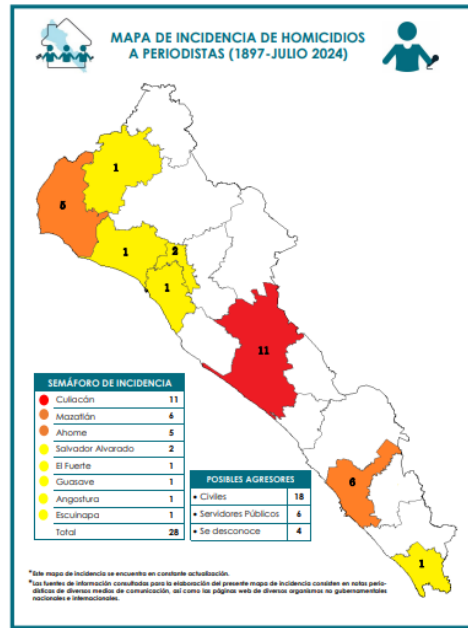 MAPA DE INCIDENCIA DE HOMICIDIOS
A PERIODISTAS (1897-JULIO 2024)
1
5
1
2
1
11
6
1
SEMÁFORO DE INCIDENCIA
Culiacán 11
Mazatlán 6
Ahome 5
Salvador Alvarado 2
El Fuerte 1
Guasave 1
Angostura 1
Escuinapa 1
Total 28
POSIBLES AGRESORES
• Civiles 18
• Servidores Públicos 6
• Se desconoce 4
*Este mapa de incidencia se encuentra en constante actualización.
*Las fuentes de información consultadas para la elaboración del presente mapa de incidencia consisten en notas perio-
dísticas de diversos medios de comunicación, así como las páginas web de diversos organismos no gubernamentales
nacionales e internacionales.